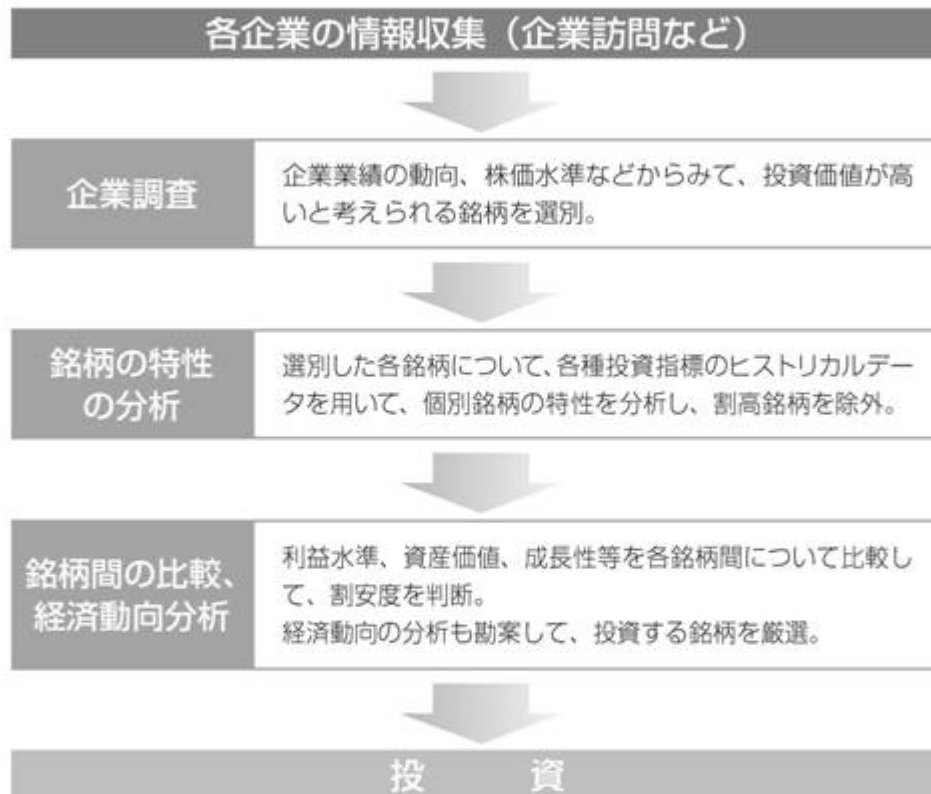 各企業の情報収集（企業訪問など）
企業調査
企業業績の動向、株価水準などからみて、投資価値が高
いと考えられる銘柄を選別。
銘柄の特性
の分析
選別した各銘柄について、各種投資指標のヒストリカルデー
タを用いて、個別銘柄の特性を分析し、割高銘柄を除外。
銘柄間の比較、
経済動向分析
利益水準、資産価値、成長性等を各銘柄間について比較し
て、割安度を判断。
経済動向の分析も勘案して、投資する銘柄を厳選。
投　資